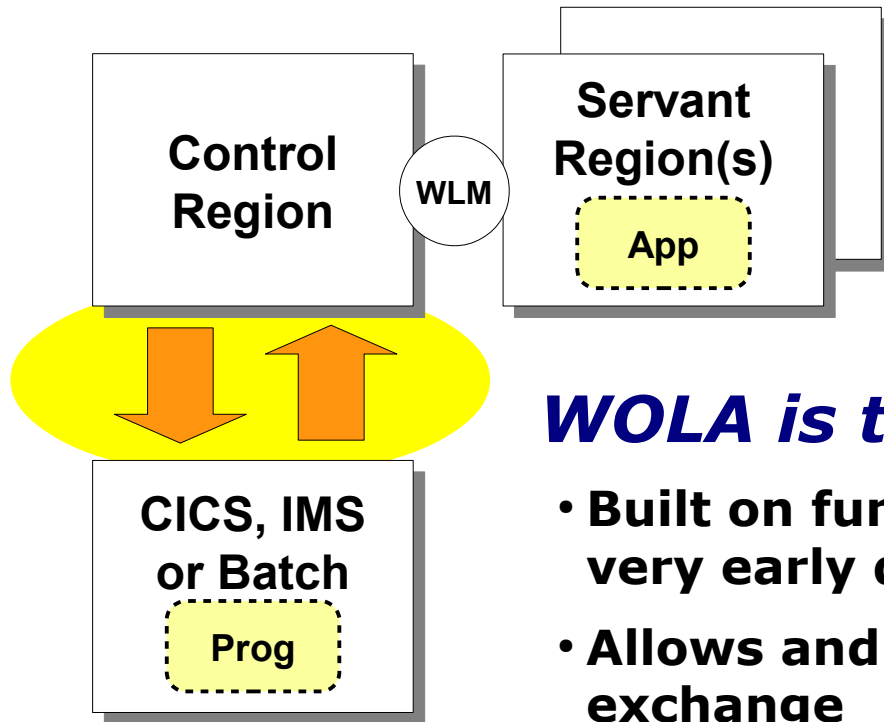 Control
Region
WLM
Servant
Region(s)
App
CICS, IMS
or Batch
Prog
WOLA is
• Built on
very early
• Allows and
exchange